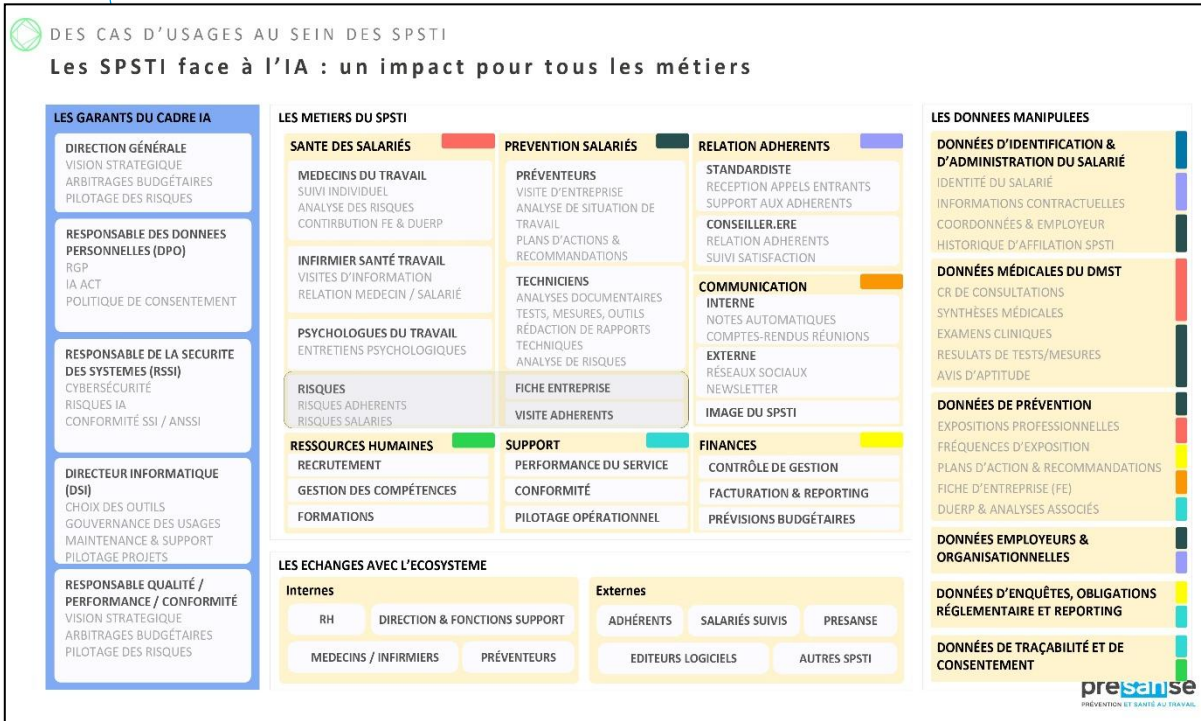 DES CAS D'USAGES AU SEIN DES SPSTI
Les SPSTI face à l'IA : un impact pour tous les métiers
LES GARANTS DU CADRE IA
DIRECTION GÉNÉRALE
VISION STRATEGIQUE
ARBITRAGES BUDGÉTAIRES
PILOTAGE DES RISQUES
RESPONSABLE DES DONNEES
PERSONNELLES (DPO)
RGP
IA ACT
POLITIQUE DE CONSENTEMENT
RESPONSABLE DE LA SECURITE
DES SYSTEMES (RSSI)
CYBERSÉCURITÉ
RISQUES IA
CONFORMITÉ SSI / ANSSI
DIRECTEUR INFORMATIQUE
(DSI)
CHOIX DES OUTILS
GOUVERNANCE DES USAGES
MAINTENANCE & SUPPORT
PILOTAGE PROJETS
RESPONSABLE QUALITÉ /
PERFORMANCE / CONFORMITÉ
VISION STRATEGIQUE
ARBITRAGES BUDGÉTAIRES
PILOTAGE DES RISQUES
LES METIERS DU SPSTI
SANTE DES SALARIÉS
MEDECINS DU TRAVAIL
SUIVI INDIVIDUEL
ANALYSE DES RISQUES
CONTIRBUTION FE & DUERP
INFIRMIER SANTÉ TRAVAIL
VISITES D'INFORMATION
RELATION MEDECIN / SALARIÉ
PSYCHOLOGUES DU TRAVAIL
ENTRETIENS PSYCHOLOGIQUES
RISQUES
RISQUES ADHERENTS
RISQUES SALARIES
PREVENTION SALARIÉS
PRÉVENTEURS
VISITE D'ENTREPRISE
ANALYSE DE SITUATION DE
TRAVAIL
PLANS D'ACTIONS &
RECOMMANDATIONS
TECHNICIENS
ANALYSES DOCUMENTAIRES
TESTS, MESURES, OUTILS
RÉDACTION DE RAPPORTS
TECHNIQUES
ANALYSE DE RISQUES
FICHE ENTREPRISE
VISITE ADHERENTS
RELATION ADHERENTS
STANDARDISTE
RECEPTION APPELS ENTRANTS
SUPPORT AUX ADHERENTS
CONSEILLER.ERE
RELATION ADHERENTS
SUIVI SATISFACTION
COMMUNICATION
INTERNE
NOTES AUTOMATIQUES
COMPTES-RENDUS RÉUNIONS
EXTERNE
RÉSEAUX SOCIAUX
NEWSLETTER
IMAGE DU SPSTI
RESSOURCES HUMAINES
RECRUTEMENT
GESTION DES COMPÉTENCES
FORMATIONS
SUPPORT
PERFORMANCE DU SERVICE
CONFORMITÉ
PILOTAGE OPÉRATIONNEL
FINANCES
CONTRÔLE DE GESTION
FACTURATION & REPORTING
PRÉVISIONS BUDGÉTAIRES
LES ECHANGES AVEC L'ECOSYSTEME
Internes
RH
DIRECTION & FONCTIONS SUPPORT
MEDECINS / INFIRMIERS
PRÉVENTEURS
Externes
ADHÉRENTS
SALARIÉS SUIVIS
PRESANSE
EDITEURS LOGICIELS
AUTRES SPSTI
LES DONNEES MANIPULEES
DONNÉES D'IDENTIFICATION &
D'ADMINISTRATION DU SALARIÉ
IDENTITÉ DU SALARIÉ
INFORMATIONS CONTRACTUELLES
COORDONNÉES & EMPLOYEUR
HISTORIQUE D'AFFILATION SPSTI
DONNÉES MÉDICALES DU DMST
CR DE CONSULTATIONS
SYNTHÈSES MÉDICALES
EXAMENS CLINIQUES
RESULATS DE TESTS/MESURES
AVIS D'APTITUDE
DONNÉES DE PRÉVENTION
EXPOSITIONS PROFESSIONNELLES
FRÉQUENCES D'EXPOSITION
PLANS D'ACTION & RECOMMANDATIONS
FICHE D'ENTREPRISE (FE)
DUERP & ANALYSES ASSOCIÉS
DONNÉES EMPLOYEURS &
ORGANISATIONNELLES
DONNÉES D'ENQUÊTES, OBLIGATIONS
RÉGLEMENTAIRE ET REPORTING
DONNÉES DE TRAÇABILITÉ ET DE
CONSENTEMENT
presanse
PRÉVENTION ET SANTÉ AU TRAVAIL